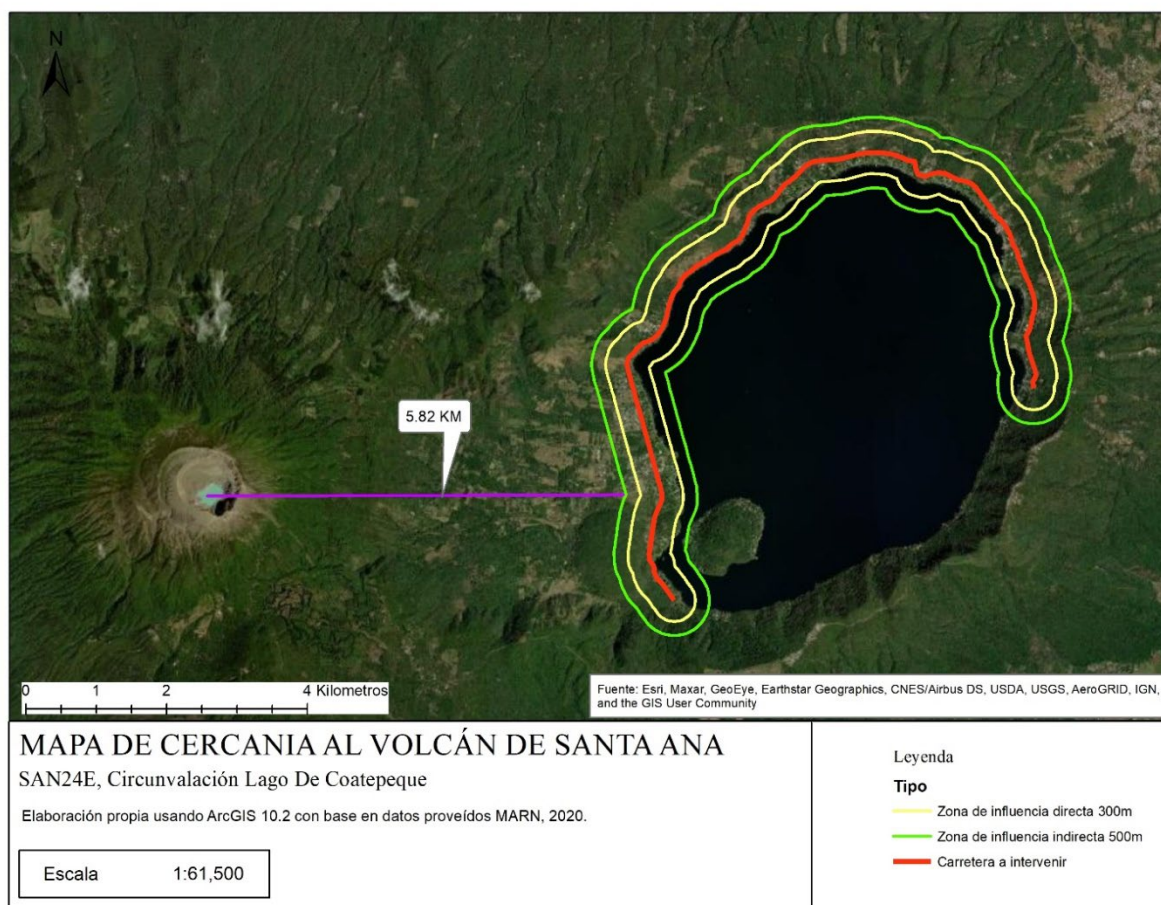 N
5.82 KM
0 1 2 4 Kilometros
Fuente: Esri, Maxar, GeoEye, Earthstar Geographics, CNES/Airbus DS, USDA, USGS, AeroGRID, IGN,
and the GIS User Community
MAPA DE CERCANIA AL VOLCÁN DE SANTA ANA
SAN24E, Circunvalación Lago De Coatepeque
Elaboración propia usando ArcGIS 10.2 con base en datos proveídos MARN, 2020.
Escala 1:61,500
Leyenda
Tipo
Zona de influencia directa 300m
Zona de influencia indirecta 500m
Carretera a intervenir